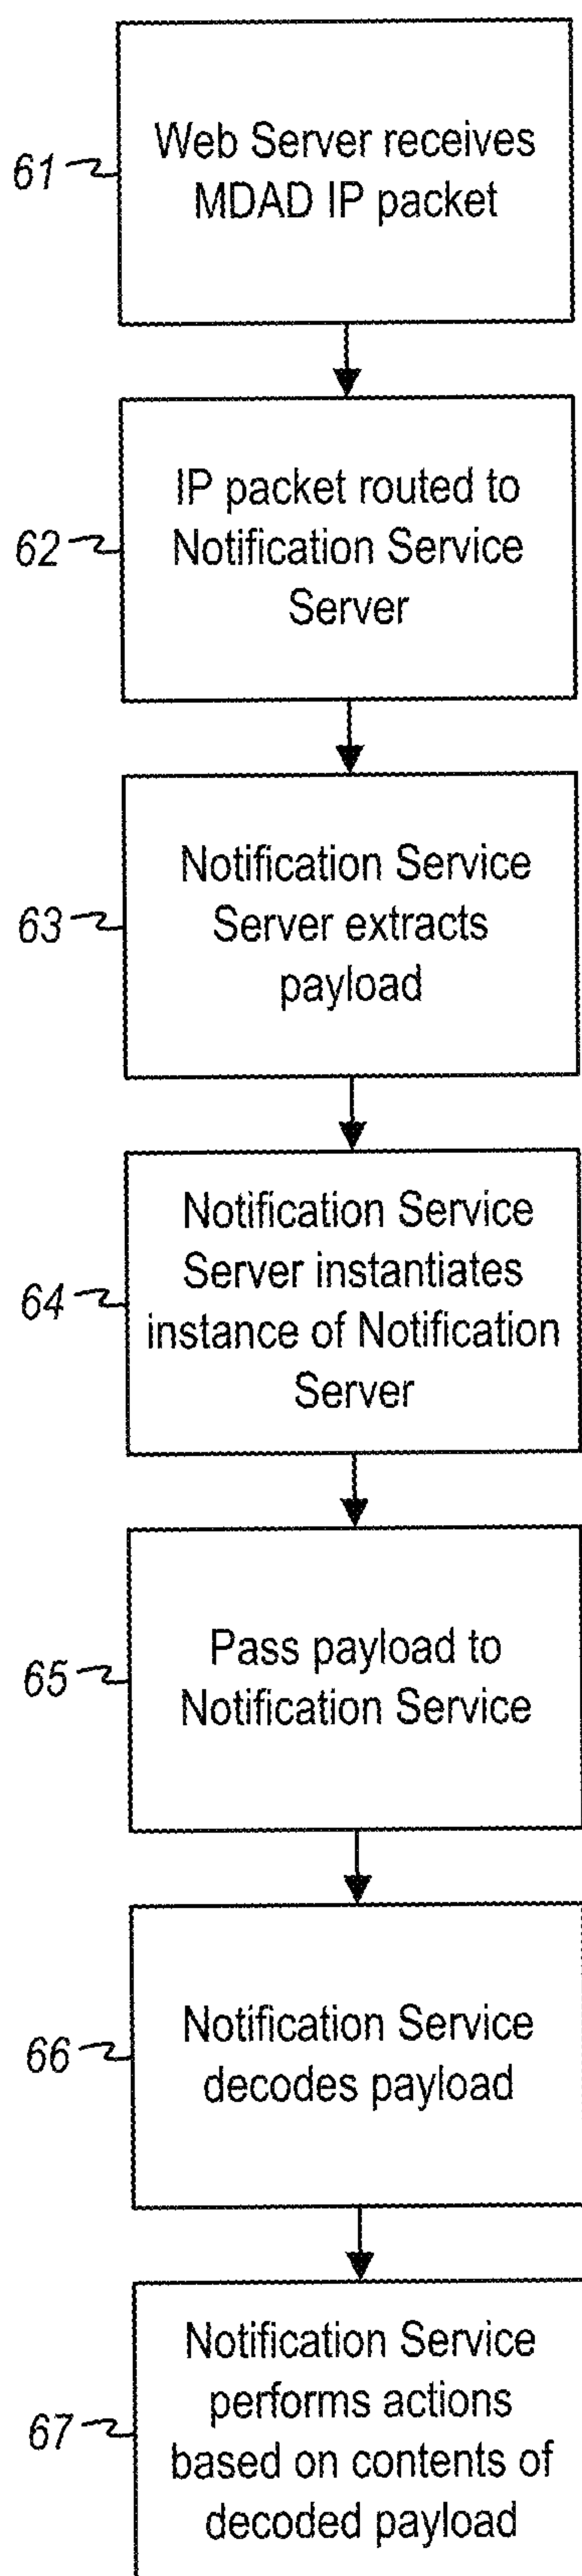 61
Web Server receives
MDAD IP packet
62
IP packet routed to
Notification Service
Server
63
Notification Service
Server extracts
payload
64
Notification Service
Server instantiates
instance of Notification
Server
65
Pass payload to
Notification Service
66
Notification Service
decodes payload
67
Notification Service
performs actions
based on contents of
decoded payload